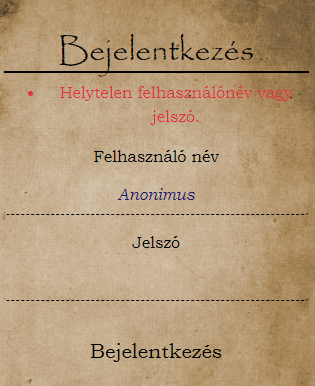 Bejelentkezés
Helytelen felhasználónév vagy
jelszó.
Felhasználó név
Anonimus
Jelszó
Bejelentkezés